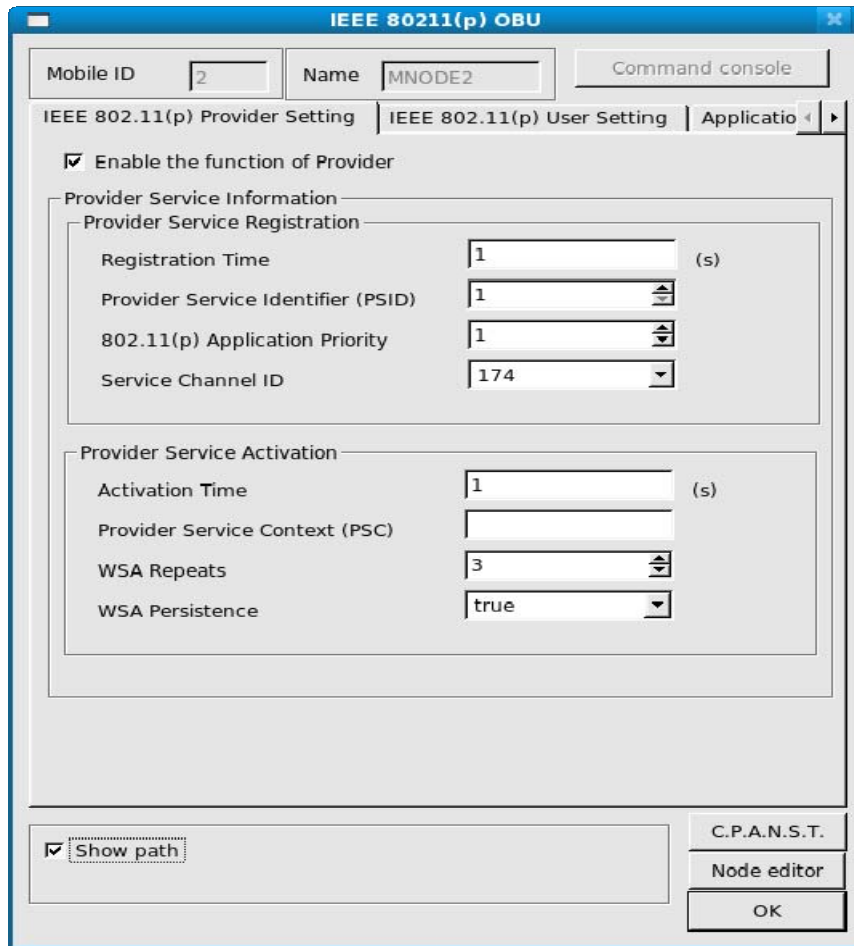 IEEE 80211(p) OBU
Mobile ID 2 Name MNODE2 Command console
IEEE 802.11(p) Provider Setting IEEE 802.11(p) User Setting Applicatio
Enable the function of Provider
Provider Service Information
Provider Service Registration
Registration Time 1 (s)
Provider Service Identifier (PSID) 1
802.11(p) Application Priority 1
Service Channel ID 174
Provider Service Activation
Activation Time 1 (s)
Provider Service Context (PSC)
WSA Repeats 3
WSA Persistence true
Show path
C.P.A.N.S.T.
Node editor
OK